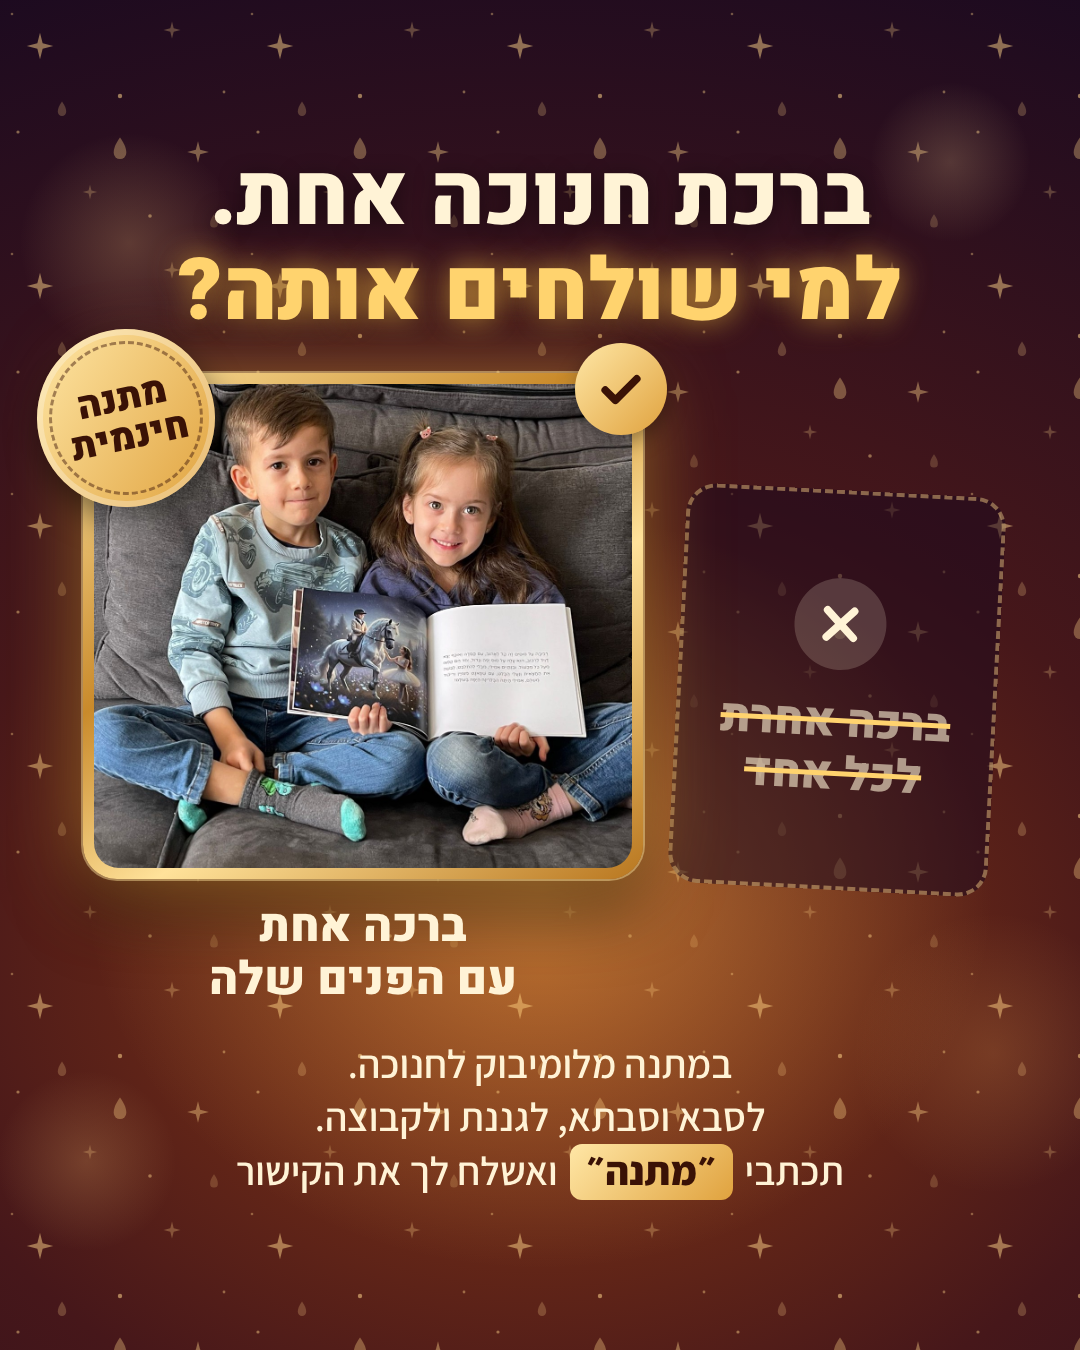 ברכת חנוכה אחת.
למי שולחים אותה?
מתנה
חינמית
ברכה אחרת
לכל אחד
ברכה אחת
עם הפנים שלה
במתנה מלומיבוק לחנוכה.
לסבא וסבתא, לגננת ולקבוצה.
תכתבי ״מתנה״ ואשלח לך את הקישור